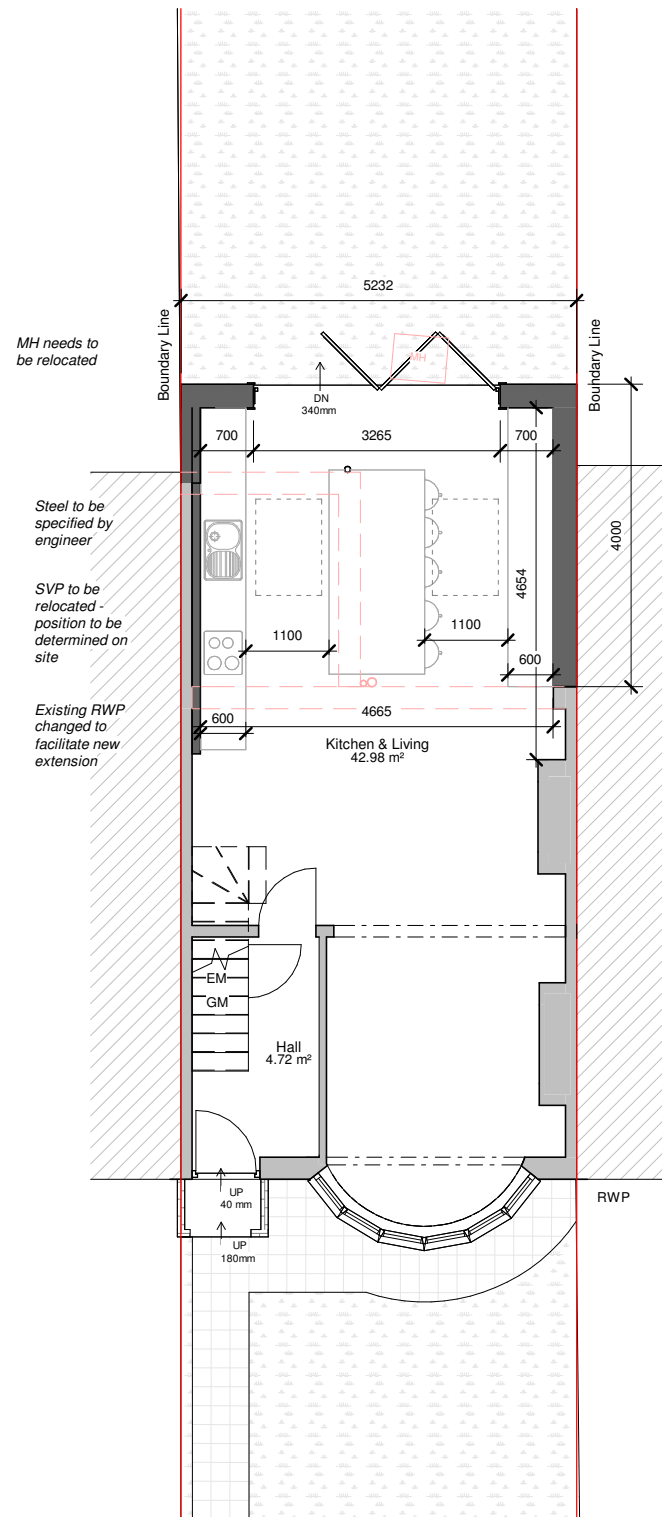 5232
Boundary Line
Boundary Line
MH needs to
be relocated
MH
DN
340mm
700
3265
700
Steel to be
specified by
engineer
4000
4654
SVP to be
relocated -
position to be
determined on
site
1100
1100
600
Existing RWP
changed to
facilitate new
extension
600
4665
Kitchen & Living
42.98 m²
EM
GM
Hall
4.72 m²
UP
40 mm
RWP
UP
180mm